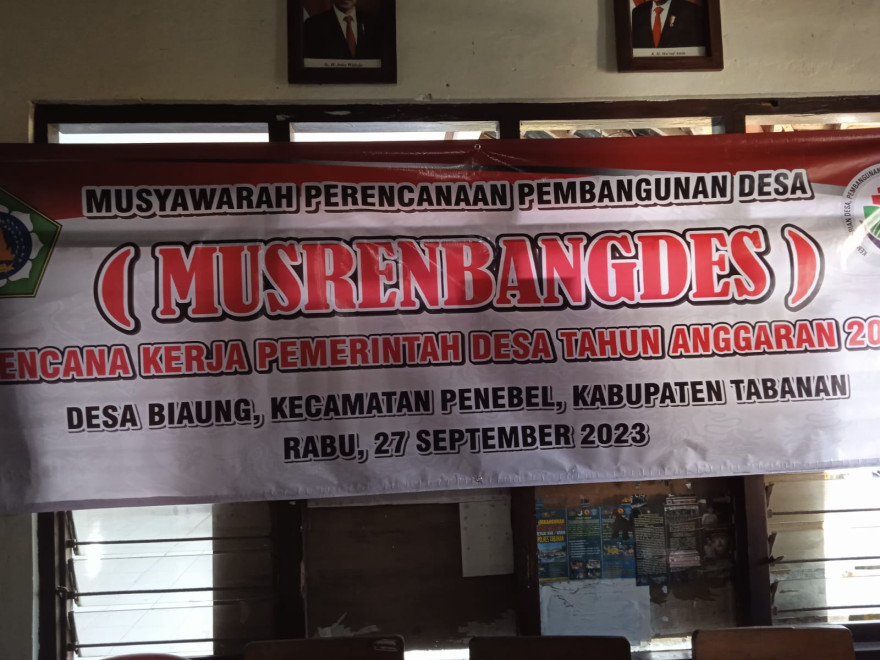 MUSYAWARAH PERENCANAAN PEMBANGUNAN DESA
( MUSRENBANGDES )
ENCANA KERJA PEMERINTAH DESA TAHUN ANGGARAN 20
DESA BIAUNG, KECAMATAN PENEBEL, KABUPATEN TABANAN
RABU, 27 SEPTEMBER 2023